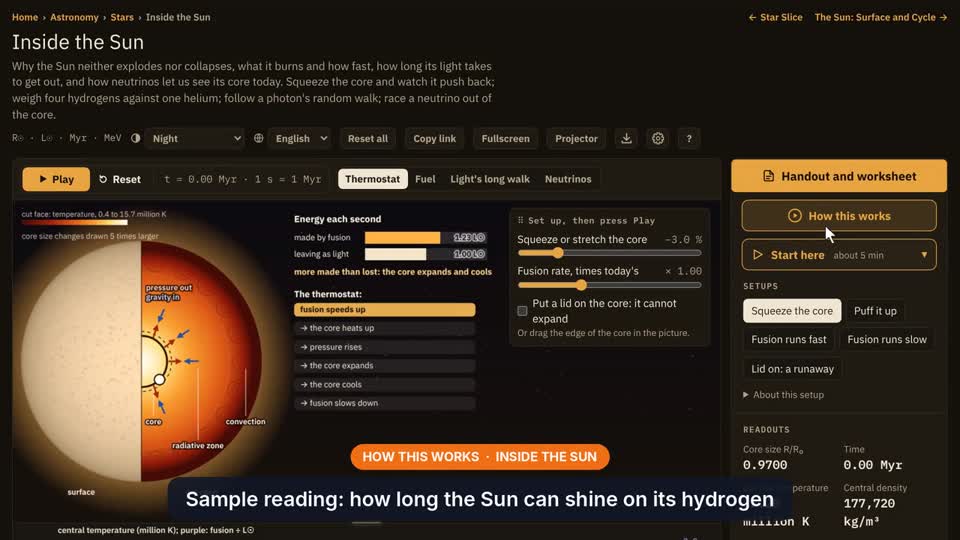 Home › Astronomy › Stars › Inside the Sun
← Star Slice The Sun: Surface and Cycle →
Inside the Sun
Why the Sun neither explodes nor collapses, what it burns and how fast, how long its light takes
to get out, and how neutrinos let us see its core today. Squeeze the core and watch it push back;
weigh four hydrogens against one helium; follow a photon's random walk; race a neutrino out of
the core.
R☉ · L☉ · Myr · MeV Night English Reset all Copy link Fullscreen Projector ?
Play Reset t = 0.00 Myr · 1 s = 1 Myr Thermostat Fuel Light's long walk Neutrinos
cut face: temperature, 0.4 to 15.7 million K
core size changes drawn 5 times larger
pressure out
gravity in
core
convection
radiative zone
surface
Energy each second
made by fusion 1.23 L☉
leaving as light 1.00 L☉
more made than lost: the core expands and cools
The thermostat:
fusion speeds up
→ the core heats up
→ pressure rises
→ the core expands
→ the core cools
→ fusion slows down
Set up, then press Play
Squeeze or stretch the core −3.0 %
Fusion rate, times today's × 1.00
Put a lid on the core: it cannot
expand
Or drag the edge of the core in the picture.
Handout and worksheet
How this works
Start here about 5 min
SETUPS
Squeeze the core Puff it up
Fusion runs fast Fusion runs slow
Lid on: a runaway
About this setup
READOUTS
Core size R/R₀ Time
0.9700 0.00 Myr
Central density
177,720
million K kg/m³
HOW THIS WORKS · INSIDE THE SUN
Sample reading: how long the Sun can shine on its hydrogen
central temperature (million K); purple: fusion ÷ L☉